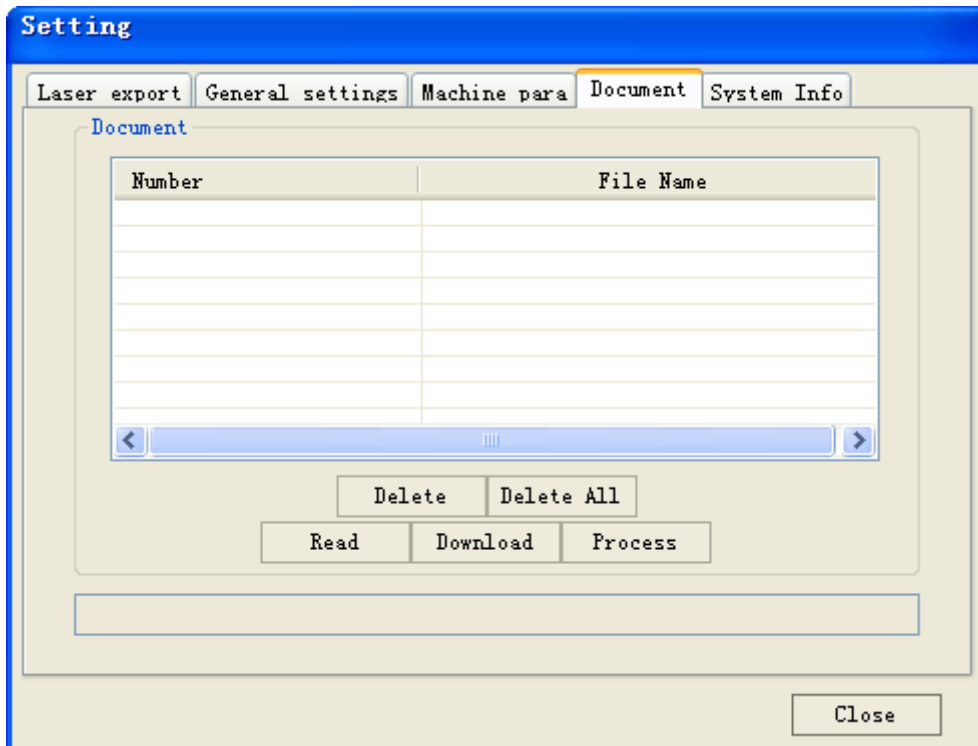 Setting
Laser export General settings Machine para Document System Info
Document
Number File Name
Delete Delete All
Read Download Process
Close